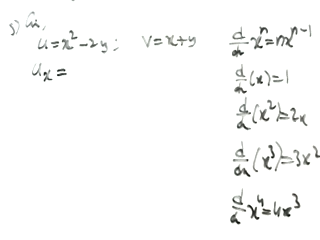 5) Giv,
u = x² - 2y : v = x + y
uₓ =
d/dx xⁿ = nxⁿ⁻¹
d/dx (x) = 1
d/dx (x²) = 2x
d/dx (x³) = 3x²
d/dx x⁴ = 4x³